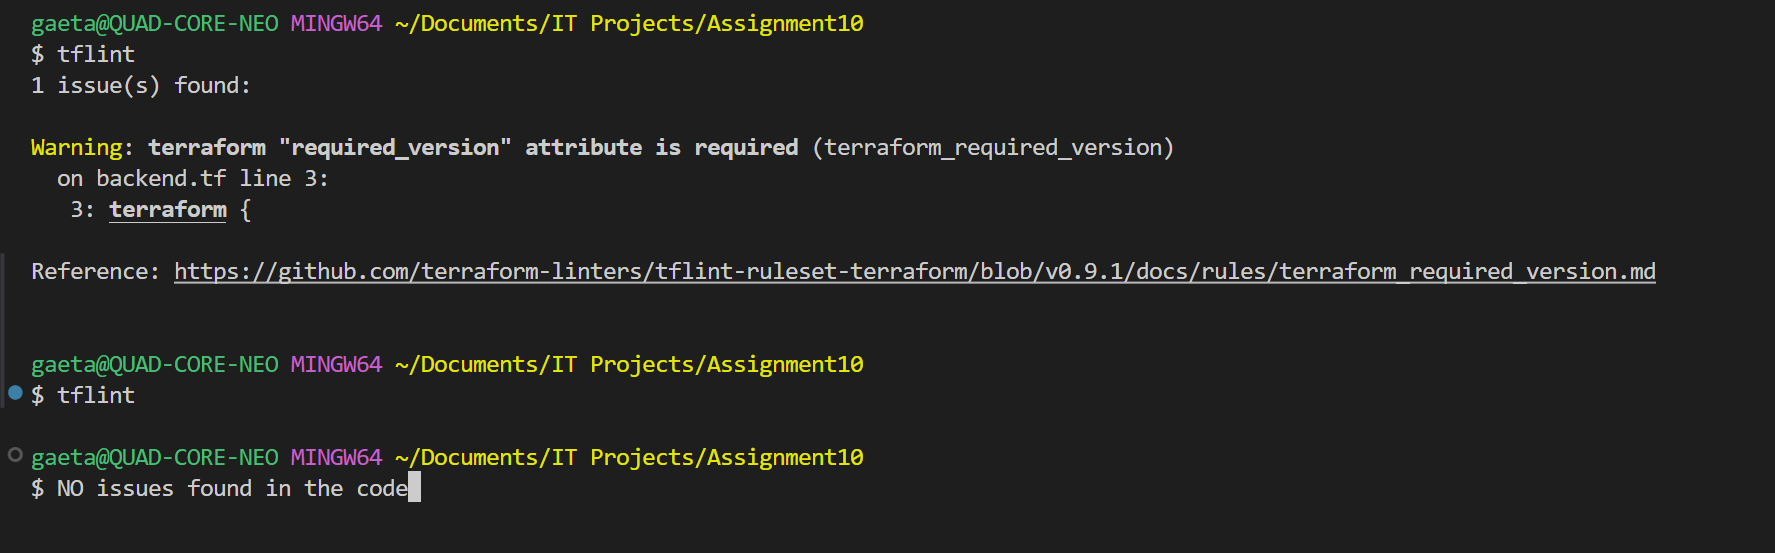 gaeta@QUAD-CORE-NEO MINGW64 ~/Documents/IT Projects/Assignment10
$ tflint
1 issue(s) found:
Warning: terraform "required_version" attribute is required (terraform_required_version)
on backend.tf line 3:
3: terraform {
Reference: https://github.com/terraform-linters/tflint-ruleset-terraform/blob/v0.9.1/docs/rules/terraform_required_version.md
gaeta@QUAD-CORE-NEO MINGW64 ~/Documents/IT Projects/Assignment10
$ tflint
gaeta@QUAD-CORE-NEO MINGW64 ~/Documents/IT Projects/Assignment10
$ NO issues found in the code